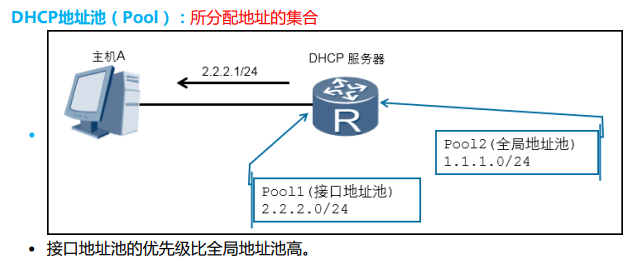 DHCP地址池（Pool）：所分配地址的集合
主机A
DHCP 服务器
2.2.2.1/24
R
Pool2(全局地址池)
1.1.1.0/24
Pool1(接口地址池)
2.2.2.0/24
• 接口地址池的优先级比全局地址池高。